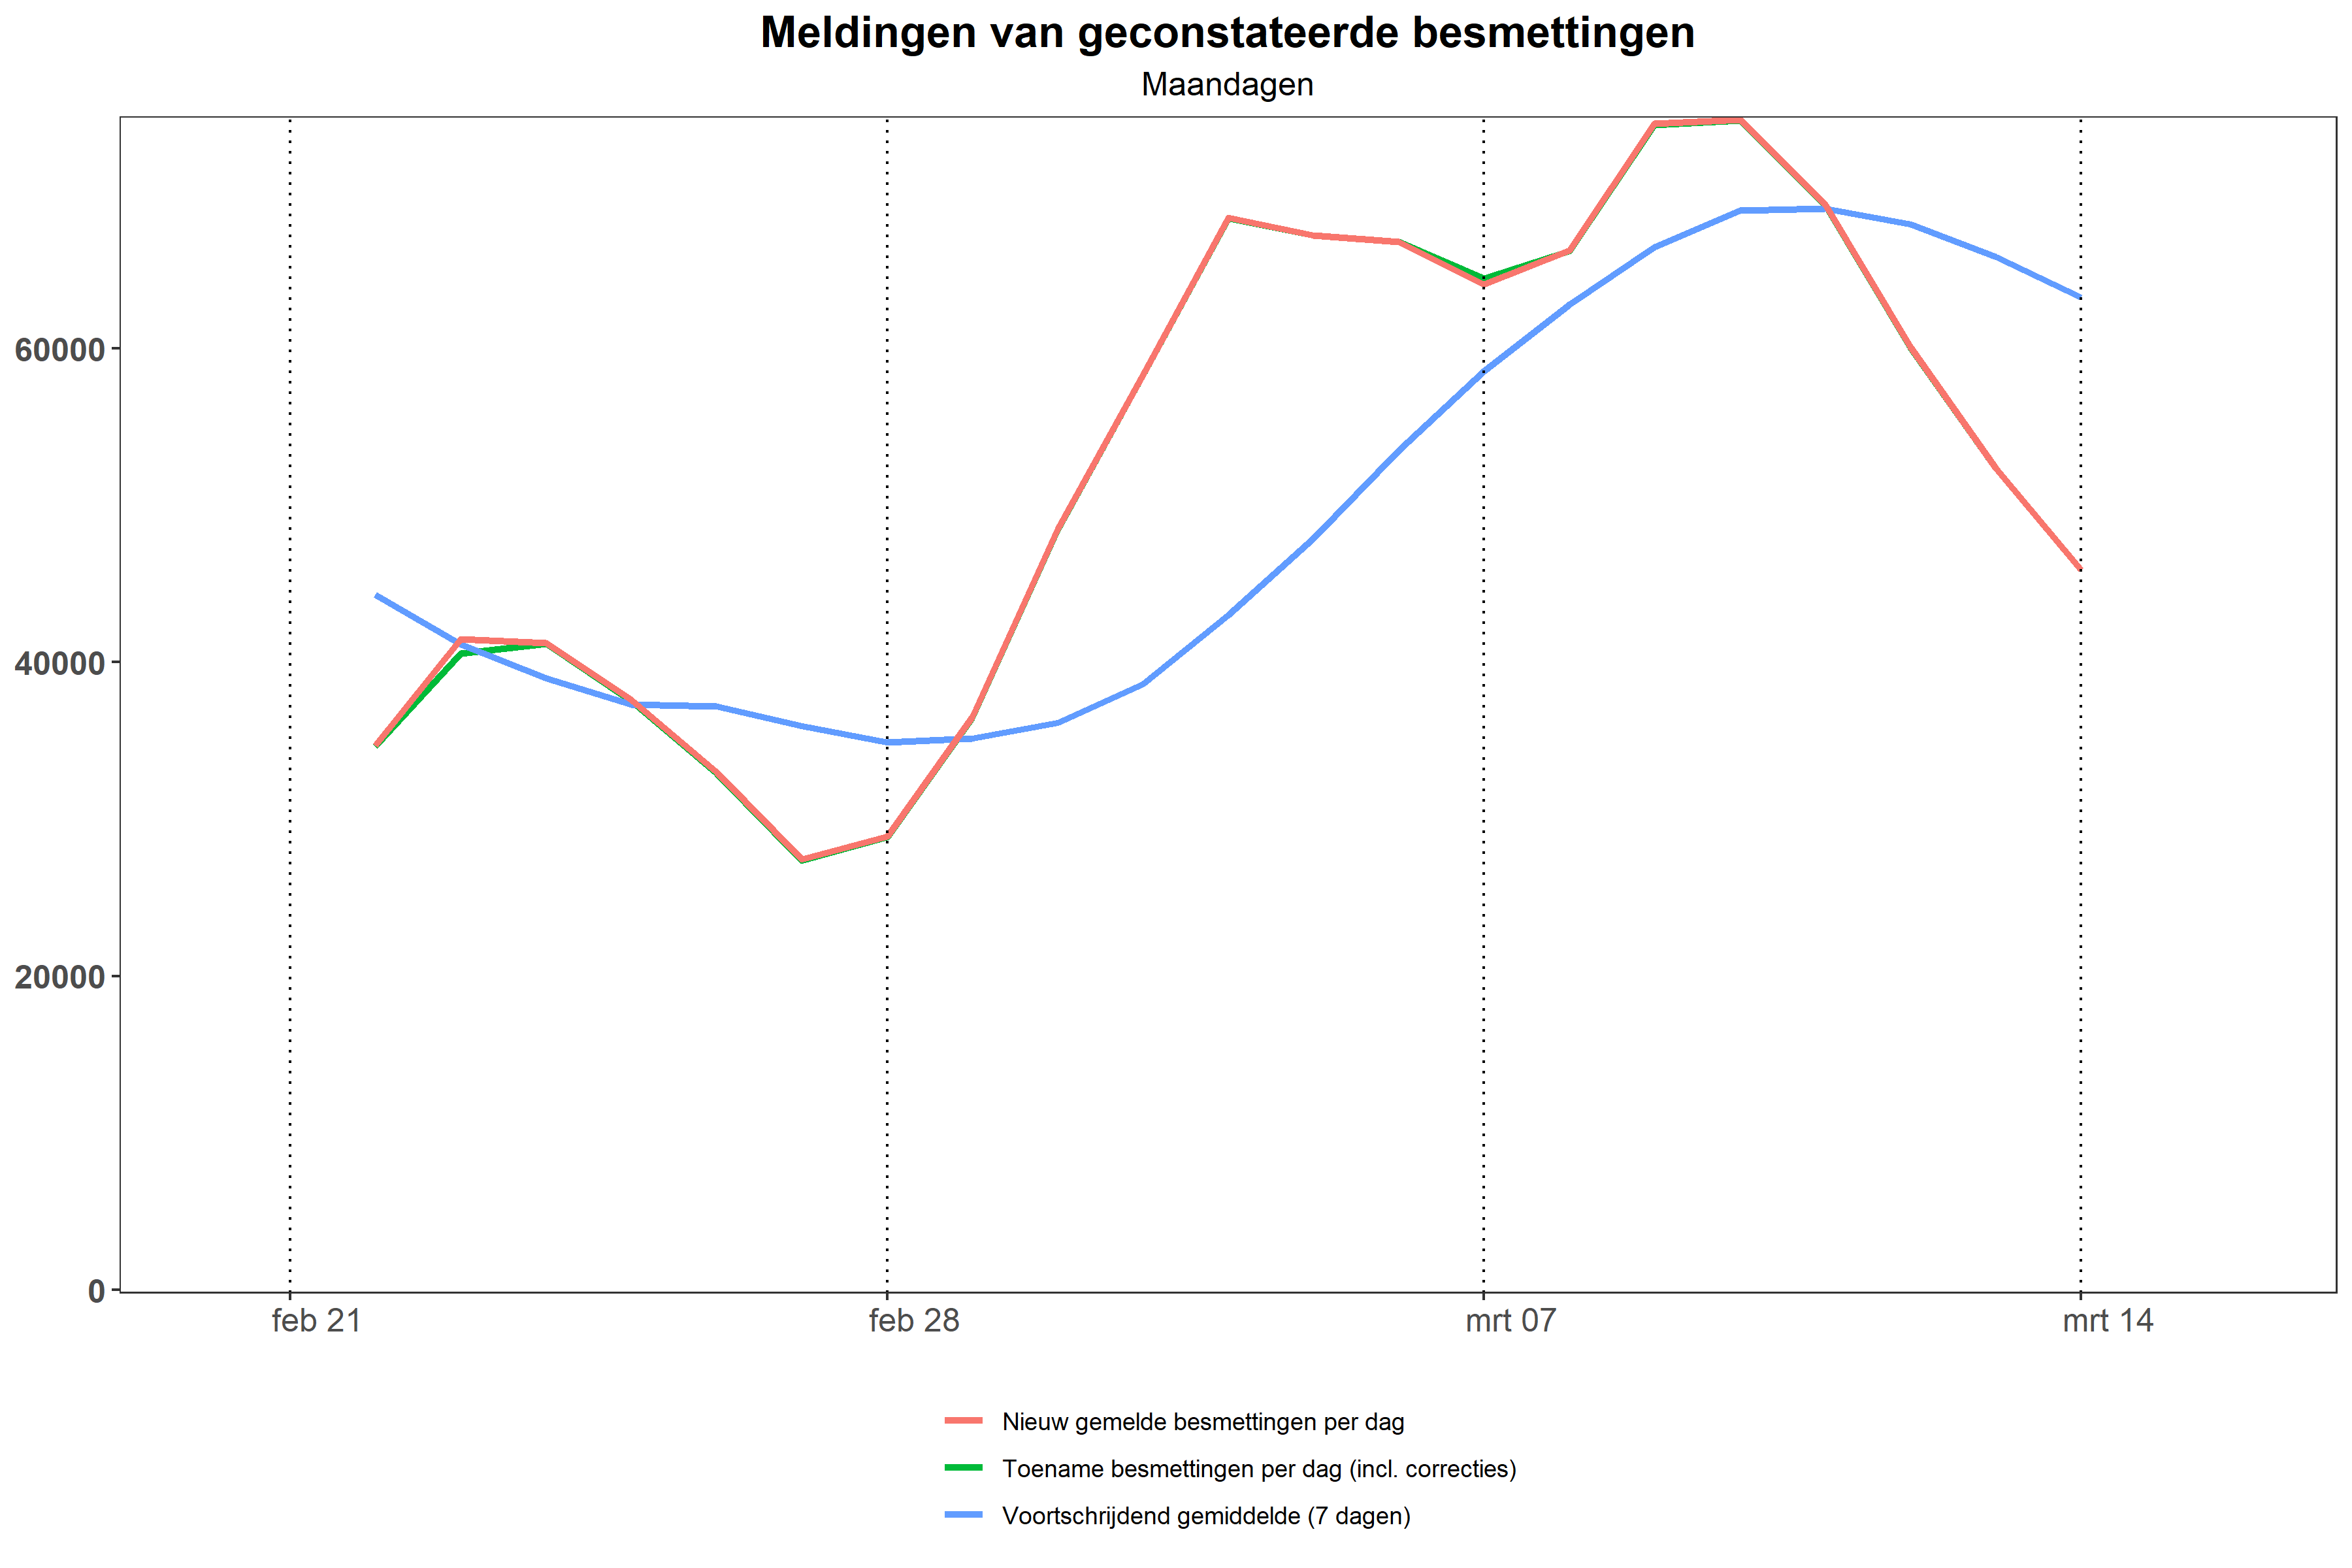 Meldingen van geconstateerde besmettingen
Maandagen
60000
40000
20000
0
feb 21
feb 28
mrt 07
mrt 14
Nieuw gemelde besmettingen per dag
Toename besmettingen per dag (incl. correcties)
Voortschrijdend gemiddelde (7 dagen)